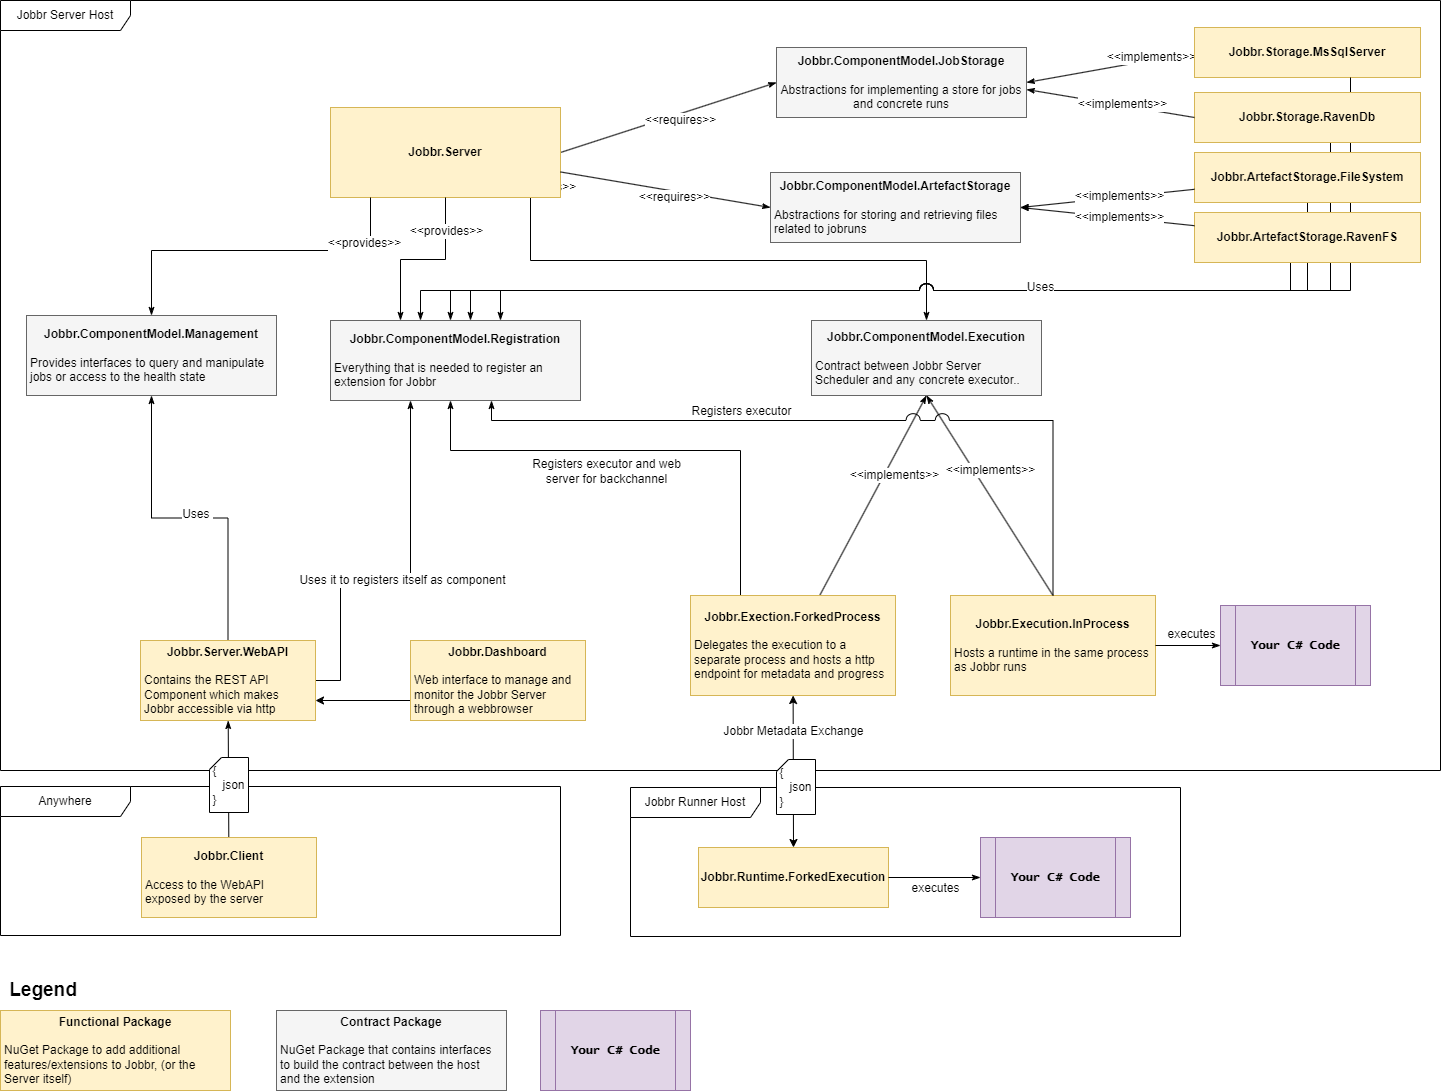 Jobbr Server Host
Jobbr.Storage.MsSqlServer
<<implements>>
Jobbr.ComponentModel.JobStorage
Abstractions for implementing a store for jobs
and concrete runs
<<implements>>
Jobbr.Storage.RavenDb
<<requires>>
Jobbr.Server
>>
<<requires>>
Jobbr.ComponentModel.ArtefactStorage
Abstractions for storing and retrieving files
related to jobruns
<<implements>>
<<implements>>
Jobbr.ArtefactStorage.FileSystem
Jobbr.ArtefactStorage.RavenFS
<<provides>>
<<provides>>
Uses
Jobbr.ComponentModel.Management
Provides interfaces to query and manipulate
jobs or access to the health state
Jobbr.ComponentModel.Registration
Everything that is needed to register an
extension for Jobbr
Jobbr.ComponentModel.Execution
Contract between Jobbr Server
Scheduler and any concrete executor..
Registers executor
Registers executor and web
server for backchannel
<<implements>>
<<implements>>
Uses
Uses it to registers itself as component
Jobbr.Server.WebAPI
Contains the REST API
Component which makes
Jobbr accessible via http
Jobbr.Dashboard
Web interface to manage and
monitor the Jobbr Server
through a webbrowser
Jobbr.Exection.ForkedProcess
Delegates the execution to a
separate process and hosts a http
endpoint for metadata and progress
Jobbr.Execution.InProcess
Hosts a runtime in the same process
as Jobbr runs
executes
Your C# Code
Jobbr Metadata Exchange
{
json
}
{
json
}
Anywhere
Jobbr.Client
Access to the WebAPI
exposed by the server
Jobbr Runner Host
Jobbr.Runtime.ForkedExecution
executes
Your C# Code
Legend
Functional Package
NuGet Package to add additional
features/extensions to Jobbr, (or the
Server itself)
Contract Package
NuGet Package that contains interfaces
to build the contract between the host
and the extension
Your C# Code